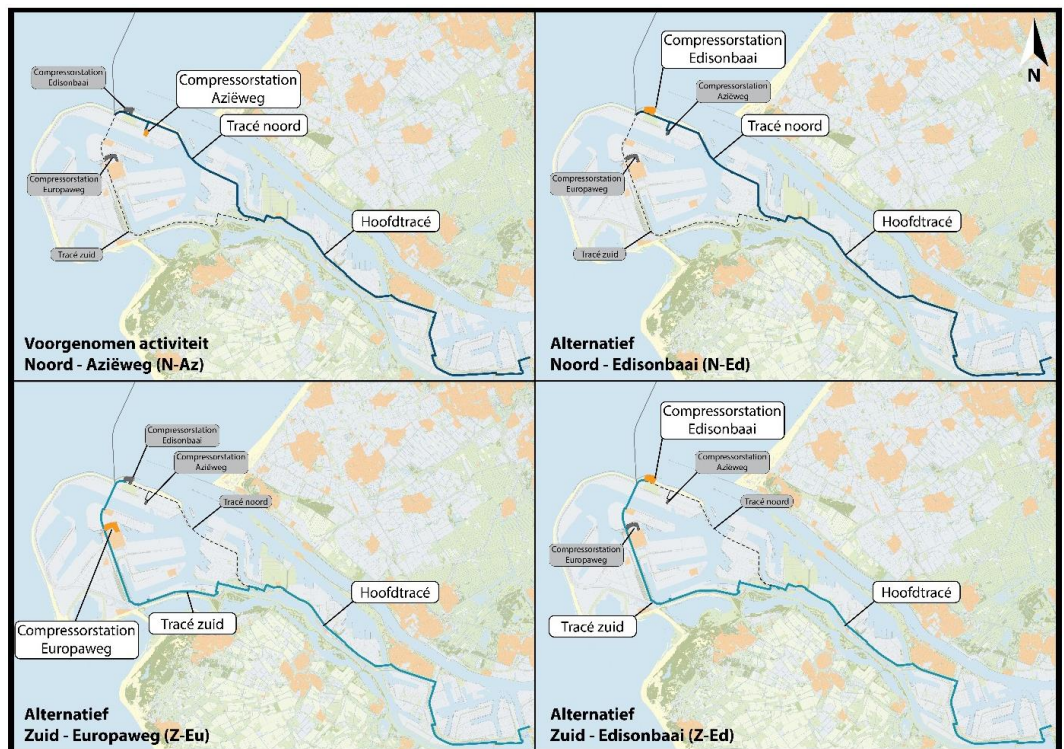 Compressorstation
Edisonbaai
Compressorstation
Aziëweg
Tracé noord
Compressorstation
Europaweg
Hoofdtracé
Tracé zuid
Voorgenomen activiteit
Noord - Aziëweg (N-Az)
Compressorstation
Edisonbaai
N
Compressorstation
Aziëweg
Tracé noord
Compressorstation
Europaweg
Hoofdtracé
Tracé zuid
Alternatief
Noord - Edisonbaai (N-Ed)
Compressorstation
Edisonbaai
Compressorstation
Aziëweg
Tracé noord
Hoofdtracé
Tracé zuid
Compressorstation
Europaweg
Alternatief
Zuid - Europaweg (Z-Eu)
Compressorstation
Edisonbaai
Compressorstation
Aziëweg
Tracé noord
Compressorstation
Europaweg
Hoofdtracé
Tracé zuid
Alternatief
Zuid - Edisonbaai (Z-Ed)